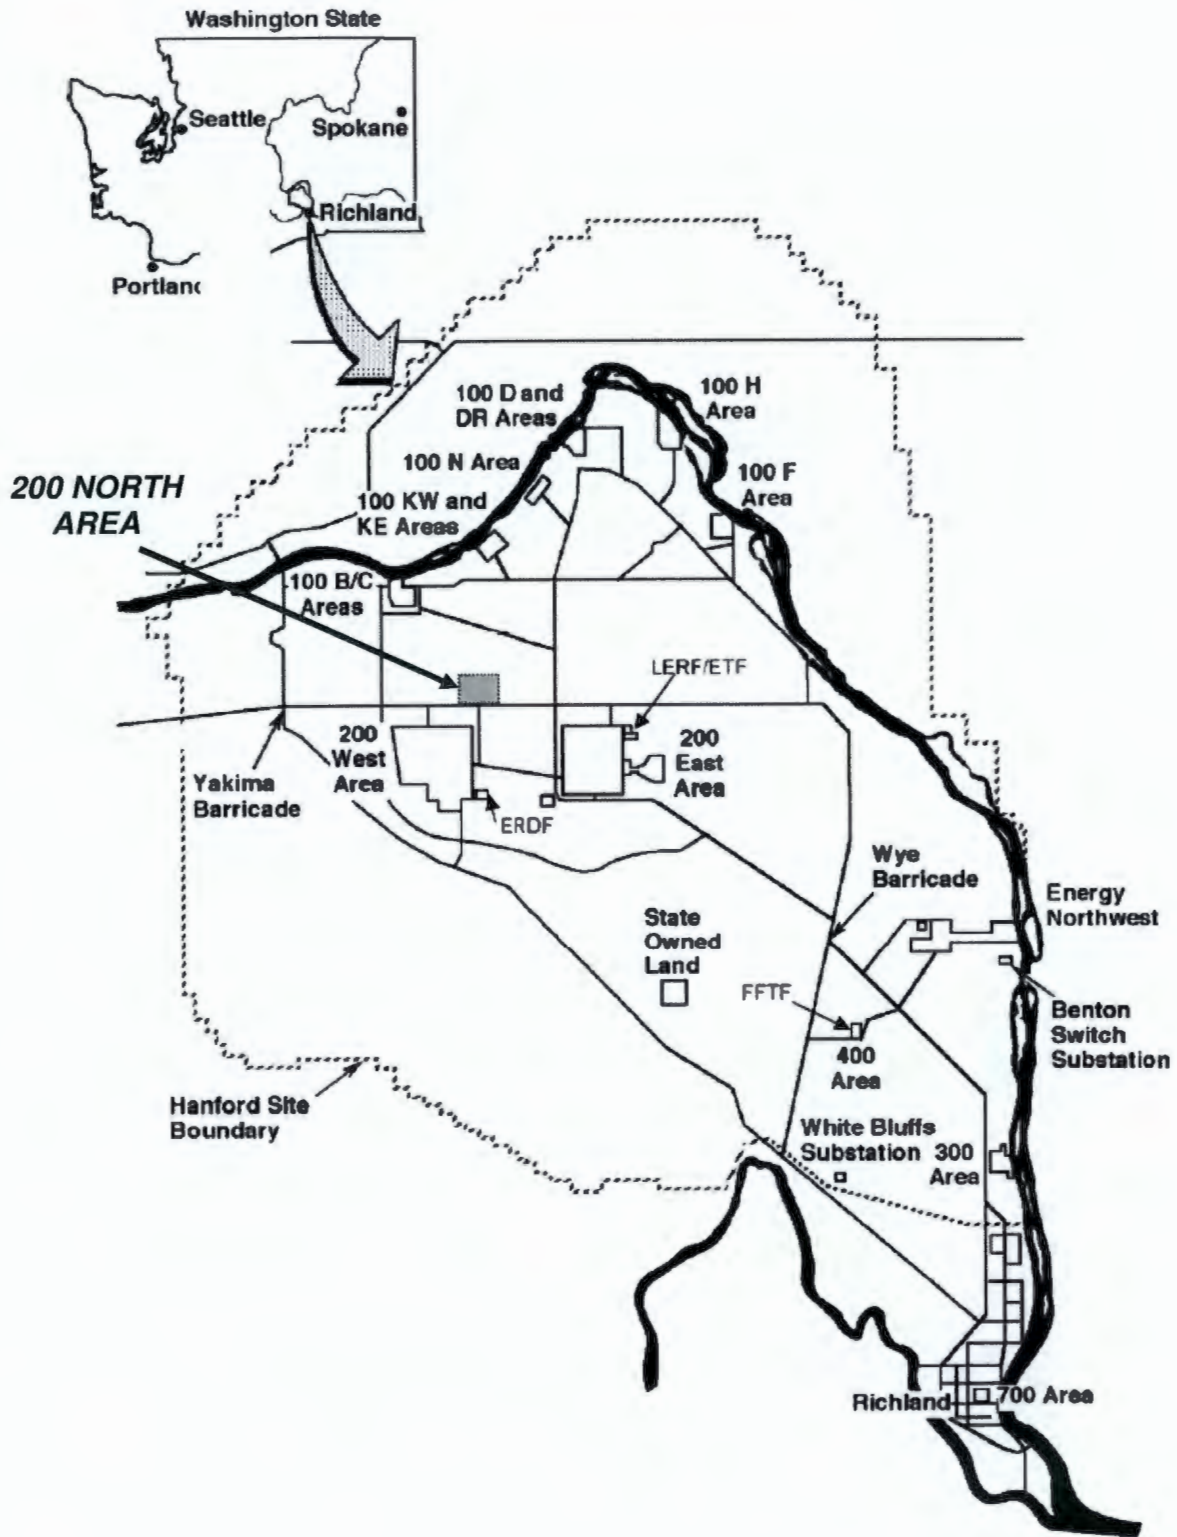 Washington State
Seattle
Spokane
Richland
Portlanc
100 D and
DR Areas
100 H
Area
100 N Area
100 F
Area
200 NORTH
AREA
100 KW and
KE Areas
100 B/C
Areas
LERF/ETF
200
West
Area
200
East
Area
Yakima
Barricade
ERDF
Wye
Barricade
Energy
Northwest
State
Owned
Land
FFTF
Benton
Switch
Substation
400
Area
Hanford Site
Boundary
White Bluffs
Substation
300
Area
Richland
700 Area